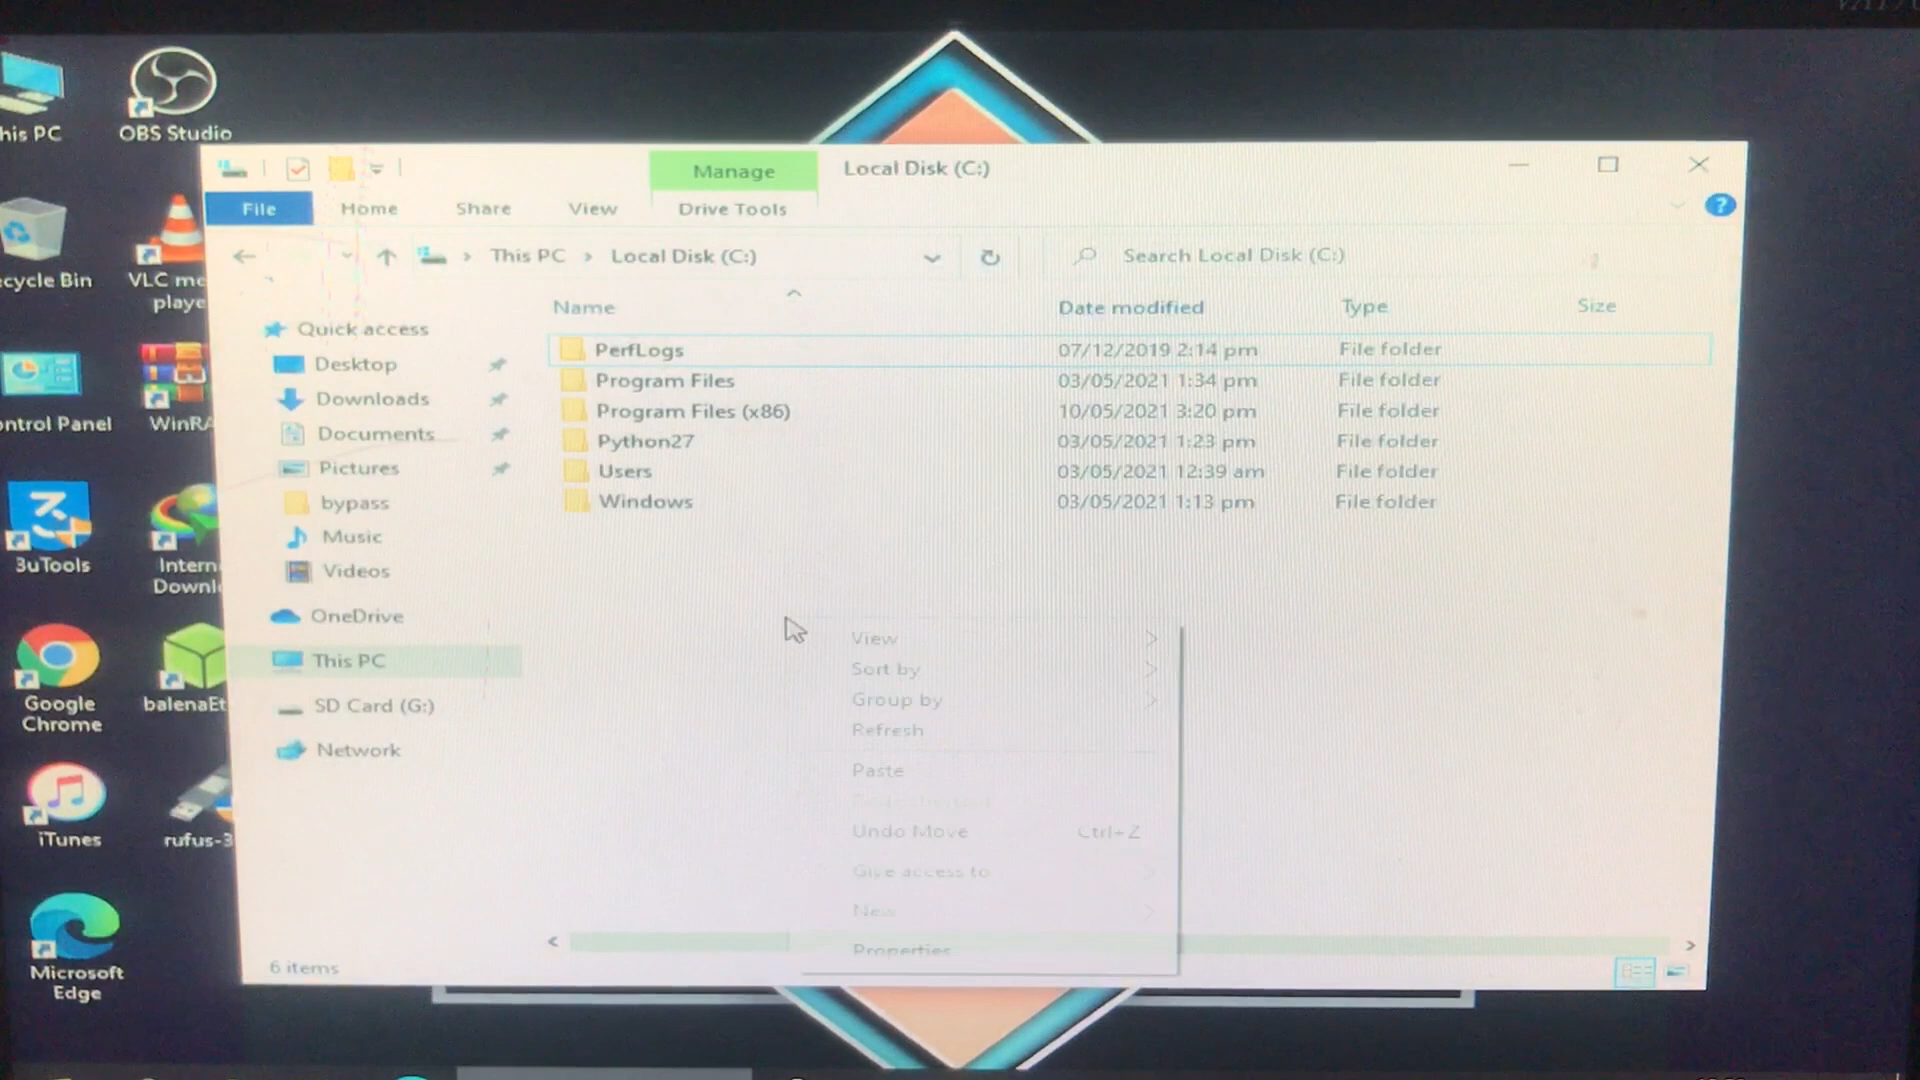 his PC
OBS Studio
ecycle Bin
VLC me
playe
ontrol Panel
WinRA
3uTools
Intern
Downl
Google
Chrome
balenaEt
iTunes
rufus-3
Microsoft
Edge
Manage
Local Disk (C:)
File
Home
Share
View
Drive Tools
This PC > Local Disk (C:)
Search Local Disk (C:)
Quick access
Desktop
Downloads
Documents
Pictures
bypass
Music
Videos
OneDrive
This PC
SD Card (G:)
Network
Name Date modified Type Size
PerfLogs 07/12/2019 2:14 pm File folder
Program Files 03/05/2021 1:34 pm File folder
Program Files (x86) 10/05/2021 3:20 pm File folder
Python27 03/05/2021 1:23 pm File folder
Users 03/05/2021 12:39 am File folder
Windows 03/05/2021 1:13 pm File folder
View
Sort by
Group by
Refresh
Paste
Undo Move Ctrl+Z
Give access to
New
Properties
6 items